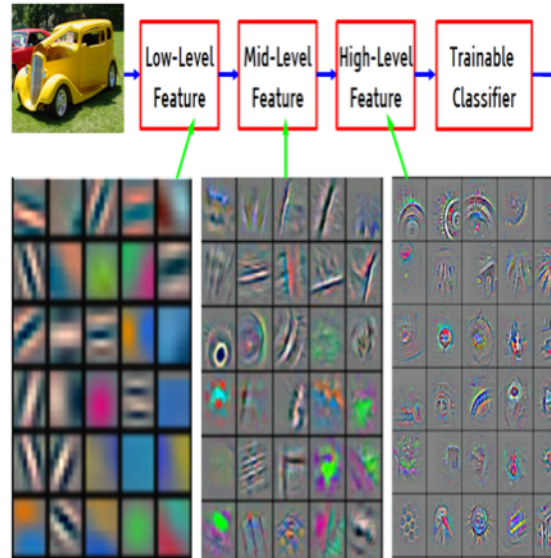 Low-Level
Feature
Mid-Level
Feature
High-Level
Feature
Trainable
Classifier